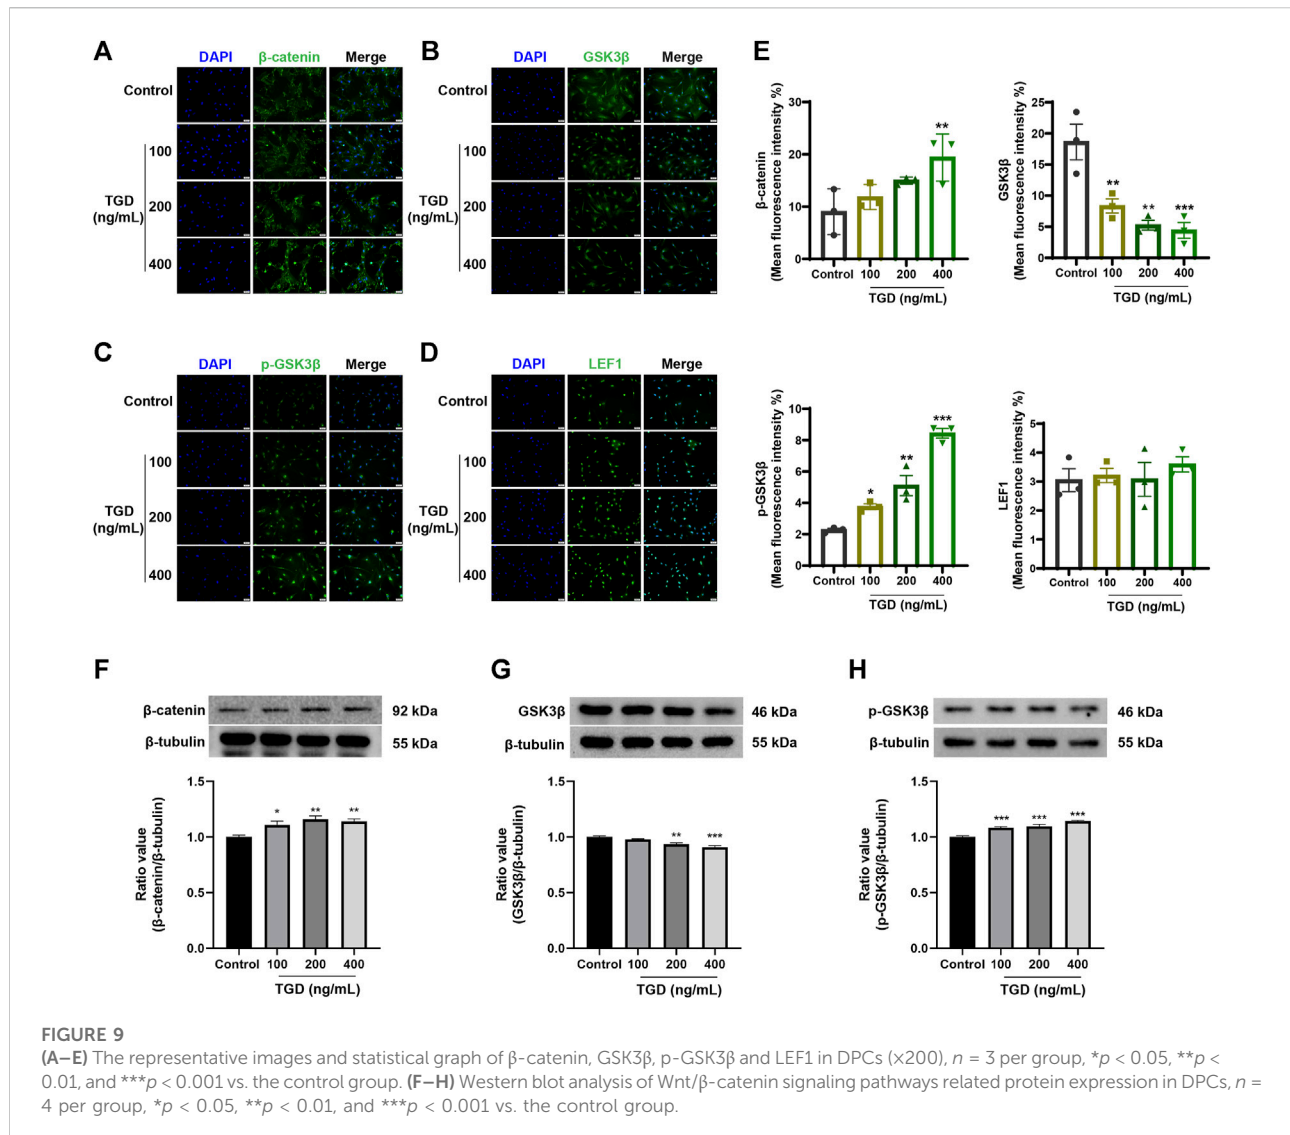 A
DAPI β-catenin Merge
Control
100
TGD
(ng/mL)
200
400
B
DAPI GSK3β Merge
Control
100
TGD
(ng/mL)
200
400
C
DAPI p-GSK3β Merge
Control
100
TGD
(ng/mL)
200
400
D
DAPI LEF1 Merge
Control
100
TGD
(ng/mL)
200
400
E
β-catenin
(Mean fluorescence intensity %)
30
20
10
0
**
Control 100 200 400
TGD (ng/mL)
GSK3β
(Mean fluorescence intensity %)
25
20
15
10
5
0
** ** ***
Control 100 200 400
TGD (ng/mL)
p-GSK3β
(Mean fluorescence intensity %)
10
8
6
4
2
0
* ** ***
Control 100 200 400
TGD (ng/mL)
LEF1
(Mean fluorescence intensity %)
5
4
3
2
1
0
Control 100 200 400
TGD (ng/mL)
F
β-catenin 92 kDa
β-tubulin 55 kDa
Ratio value
(β-catenin/β-tubulin)
1.5
1.0
0.5
0.0
* ** **
Control 100 200 400
TGD (ng/mL)
G
GSK3β 46 kDa
β-tubulin 55 kDa
Ratio value
(GSK3β/β-tubulin)
1.5
1.0
0.5
0.0
** ***
Control 100 200 400
TGD (ng/mL)
H
p-GSK3β 46 kDa
β-tubulin 55 kDa
Ratio value
(p-GSK3β/β-tubulin)
1.5
1.0
0.5
0.0
*** *** ***
Control 100 200 400
TGD (ng/mL)
FIGURE 9
(A–E) The representative images and statistical graph of β-catenin, GSK3β, p-GSK3β and LEF1 in DPCs (×200), n = 3 per group, *p < 0.05, **p <
0.01, and ***p < 0.001 vs. the control group. (F–H) Western blot analysis of Wnt/β-catenin signaling pathways related protein expression in DPCs, n =
4 per group, *p < 0.05, **p < 0.01, and ***p < 0.001 vs. the control group.